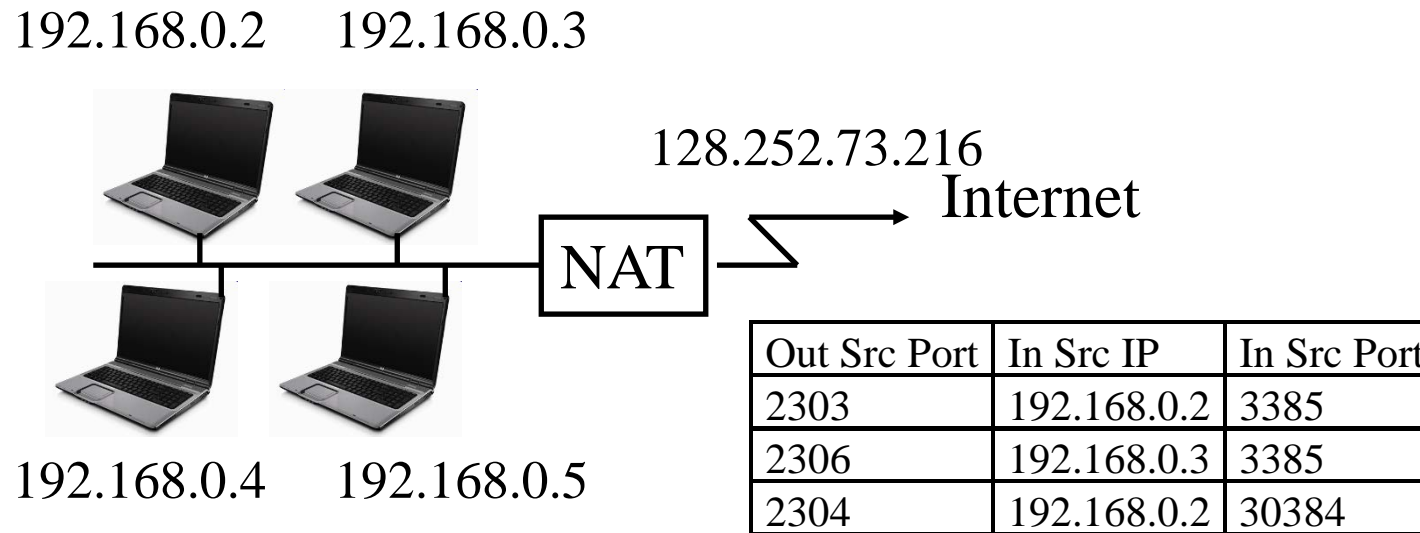 192.168.0.2 192.168.0.3
128.252.73.216
Internet
NAT
192.168.0.4 192.168.0.5
Out Src Port In Src IP In Src Port
2303 192.168.0.2 3385
2306 192.168.0.3 3385
2304 192.168.0.2 30384